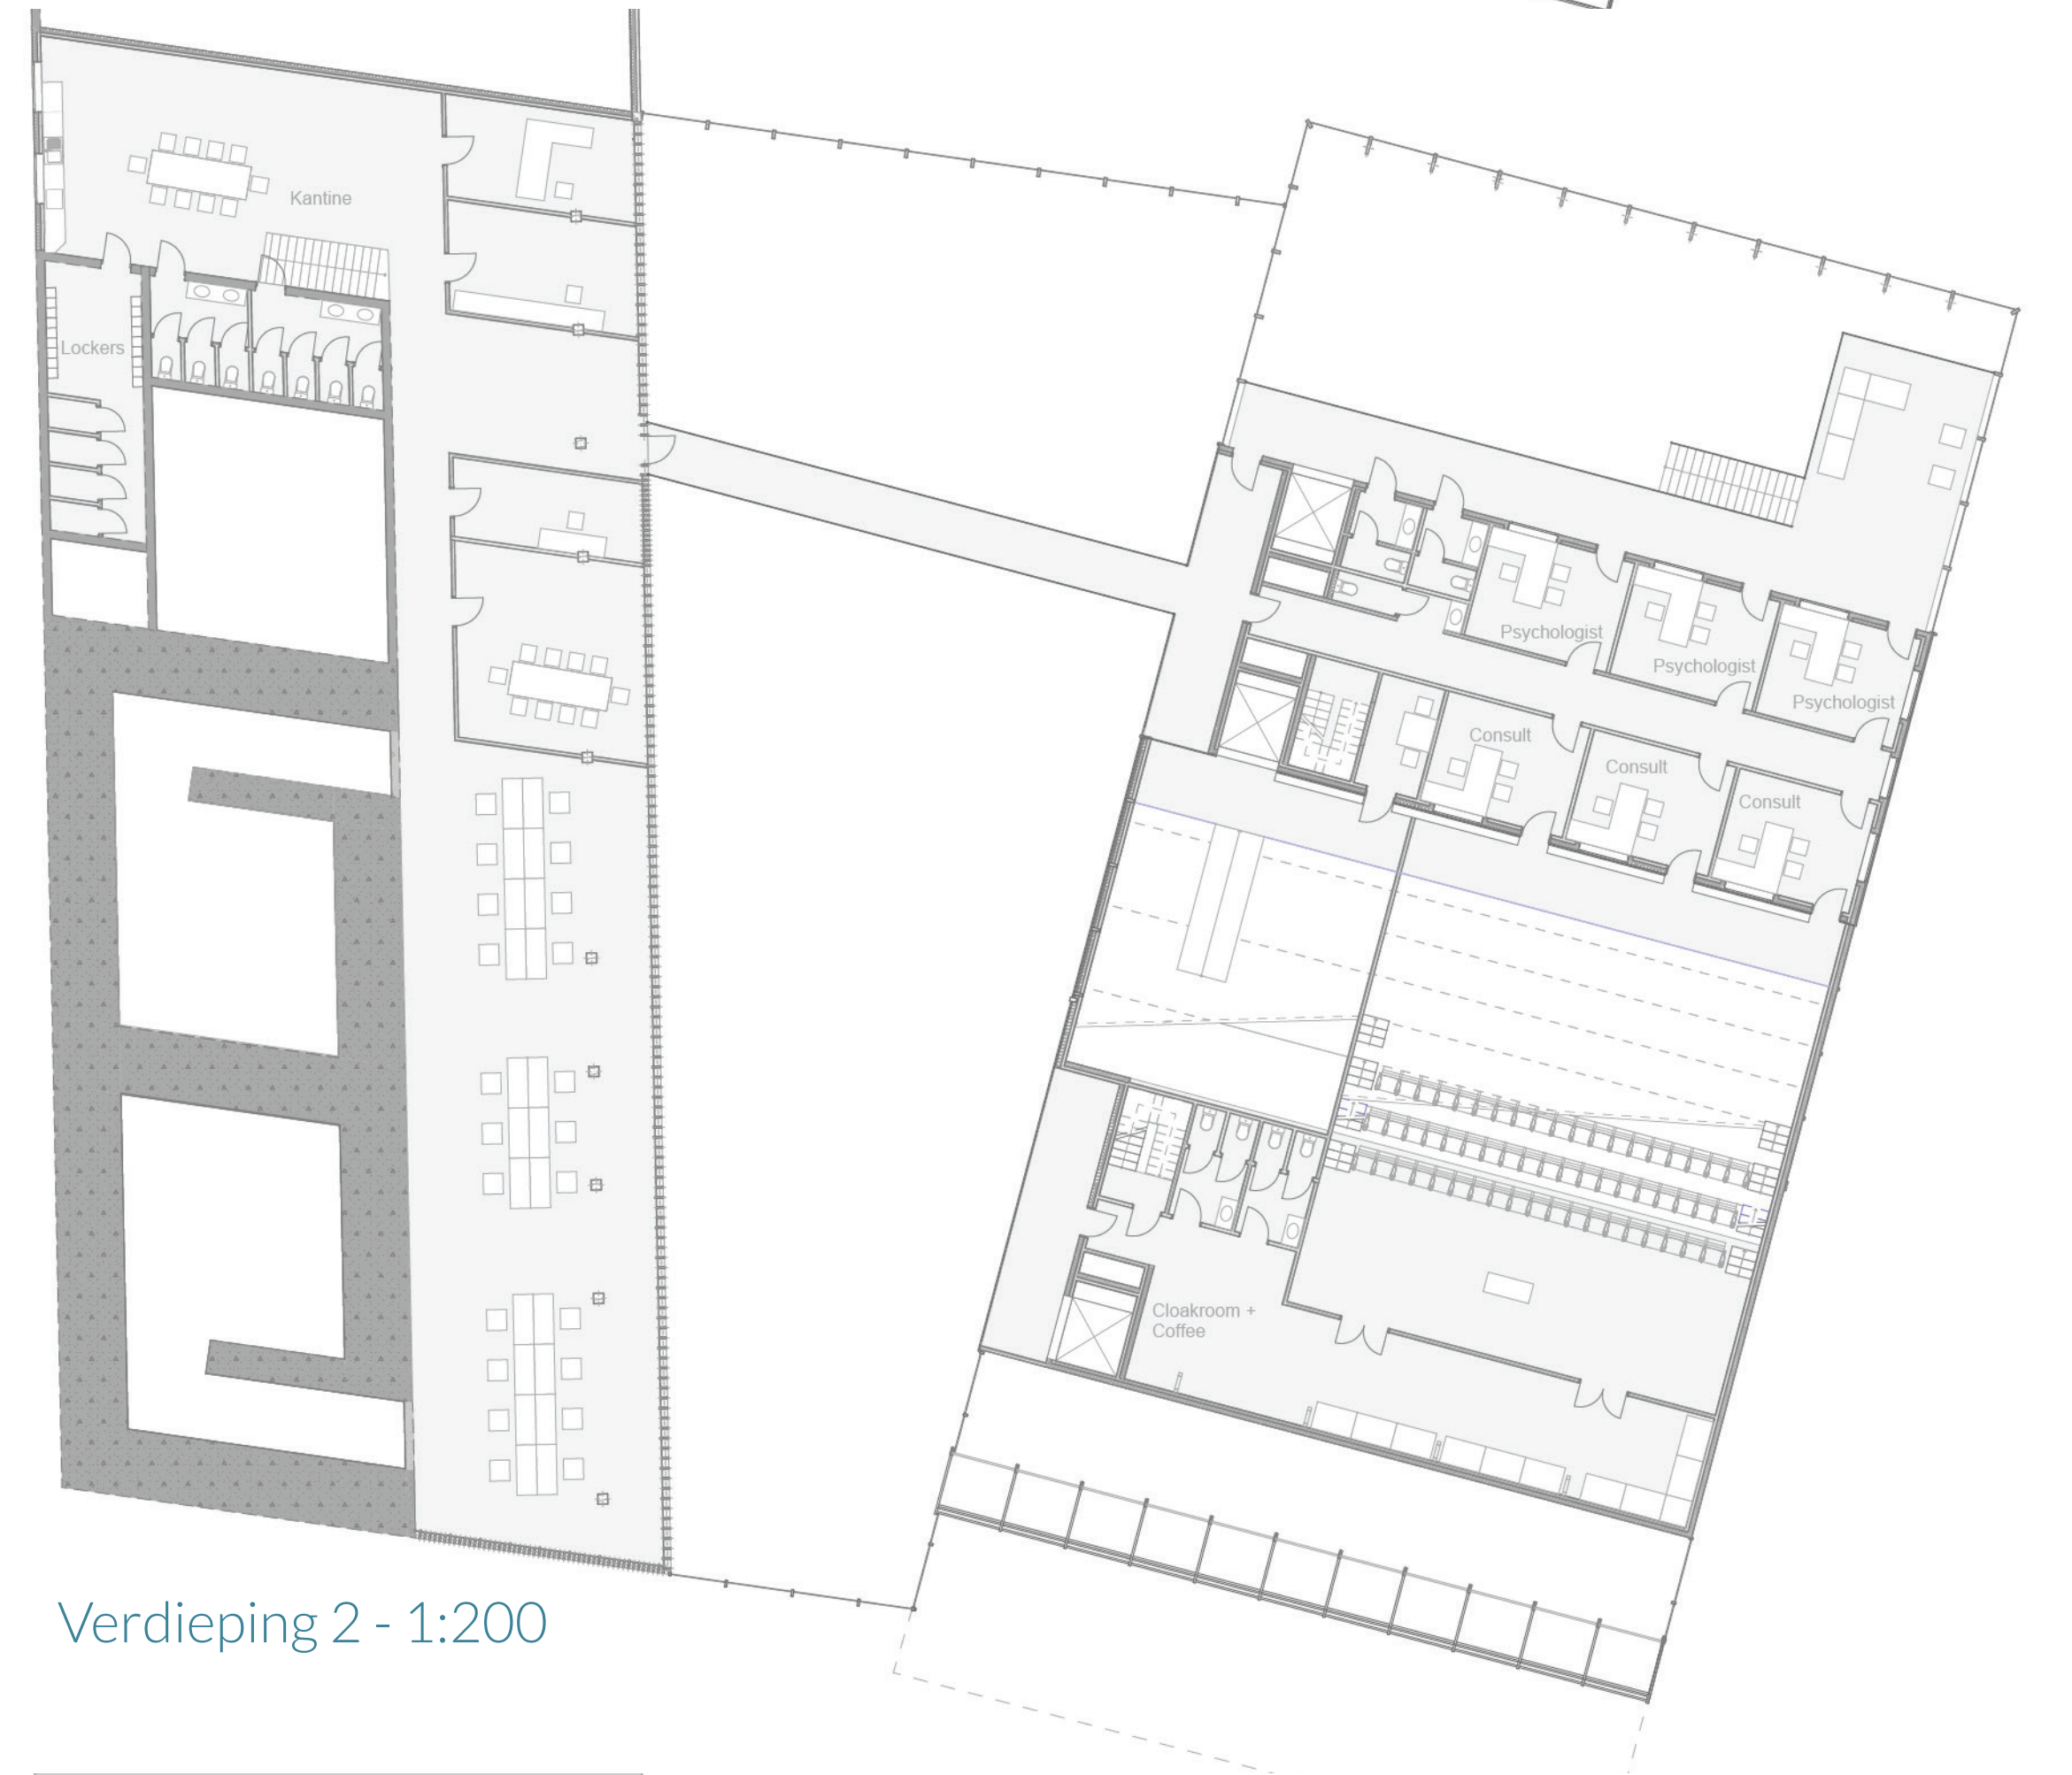 Kantine
Lockers
Psychologist
Psychologist
Psychologist
Consult
Consult
Consult
Cloakroom +
Coffee
Verdieping 2 - 1:200